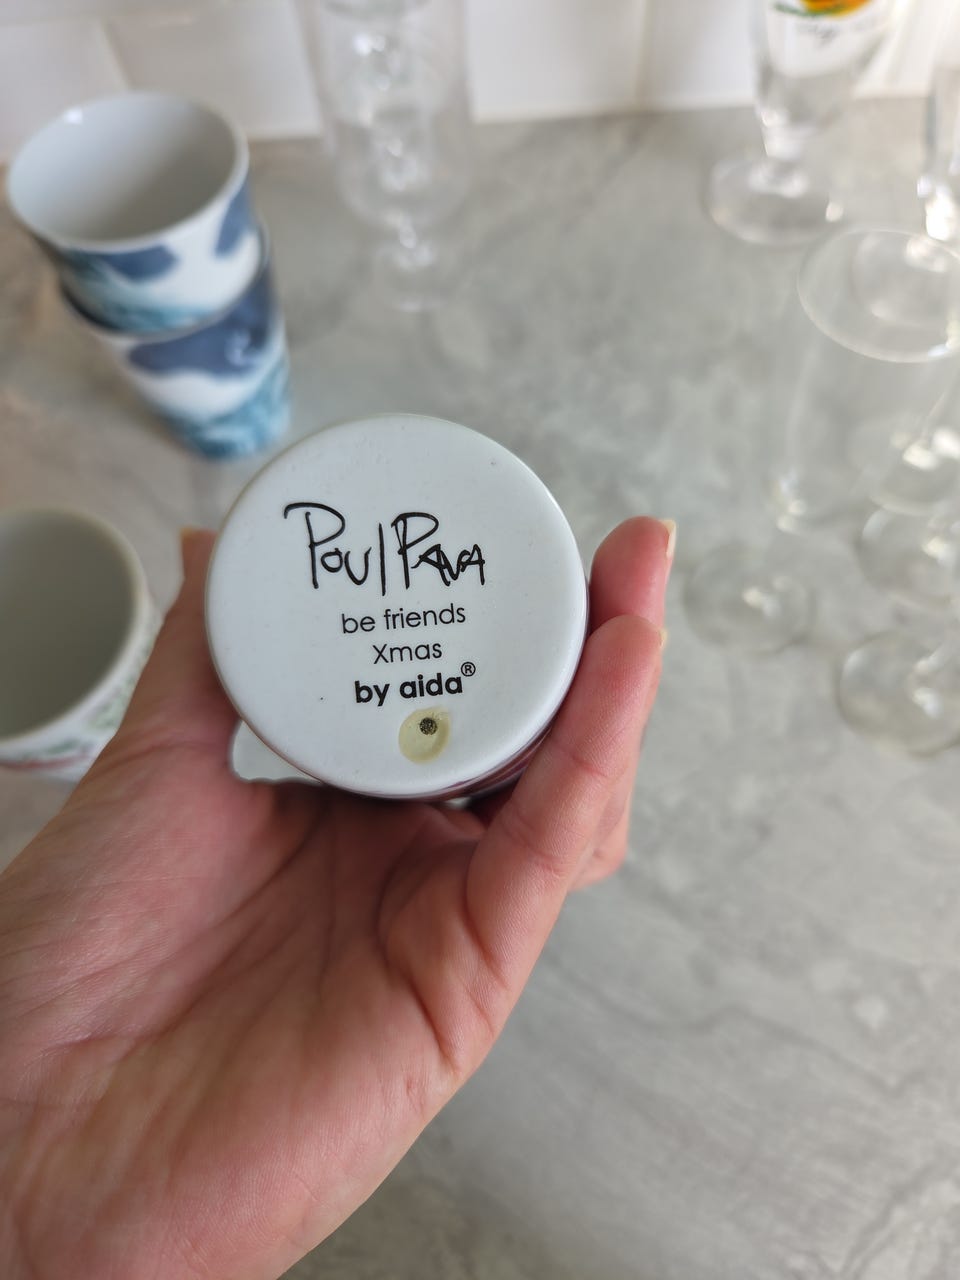 Poul Pava
be friends
Xmas
by aida®